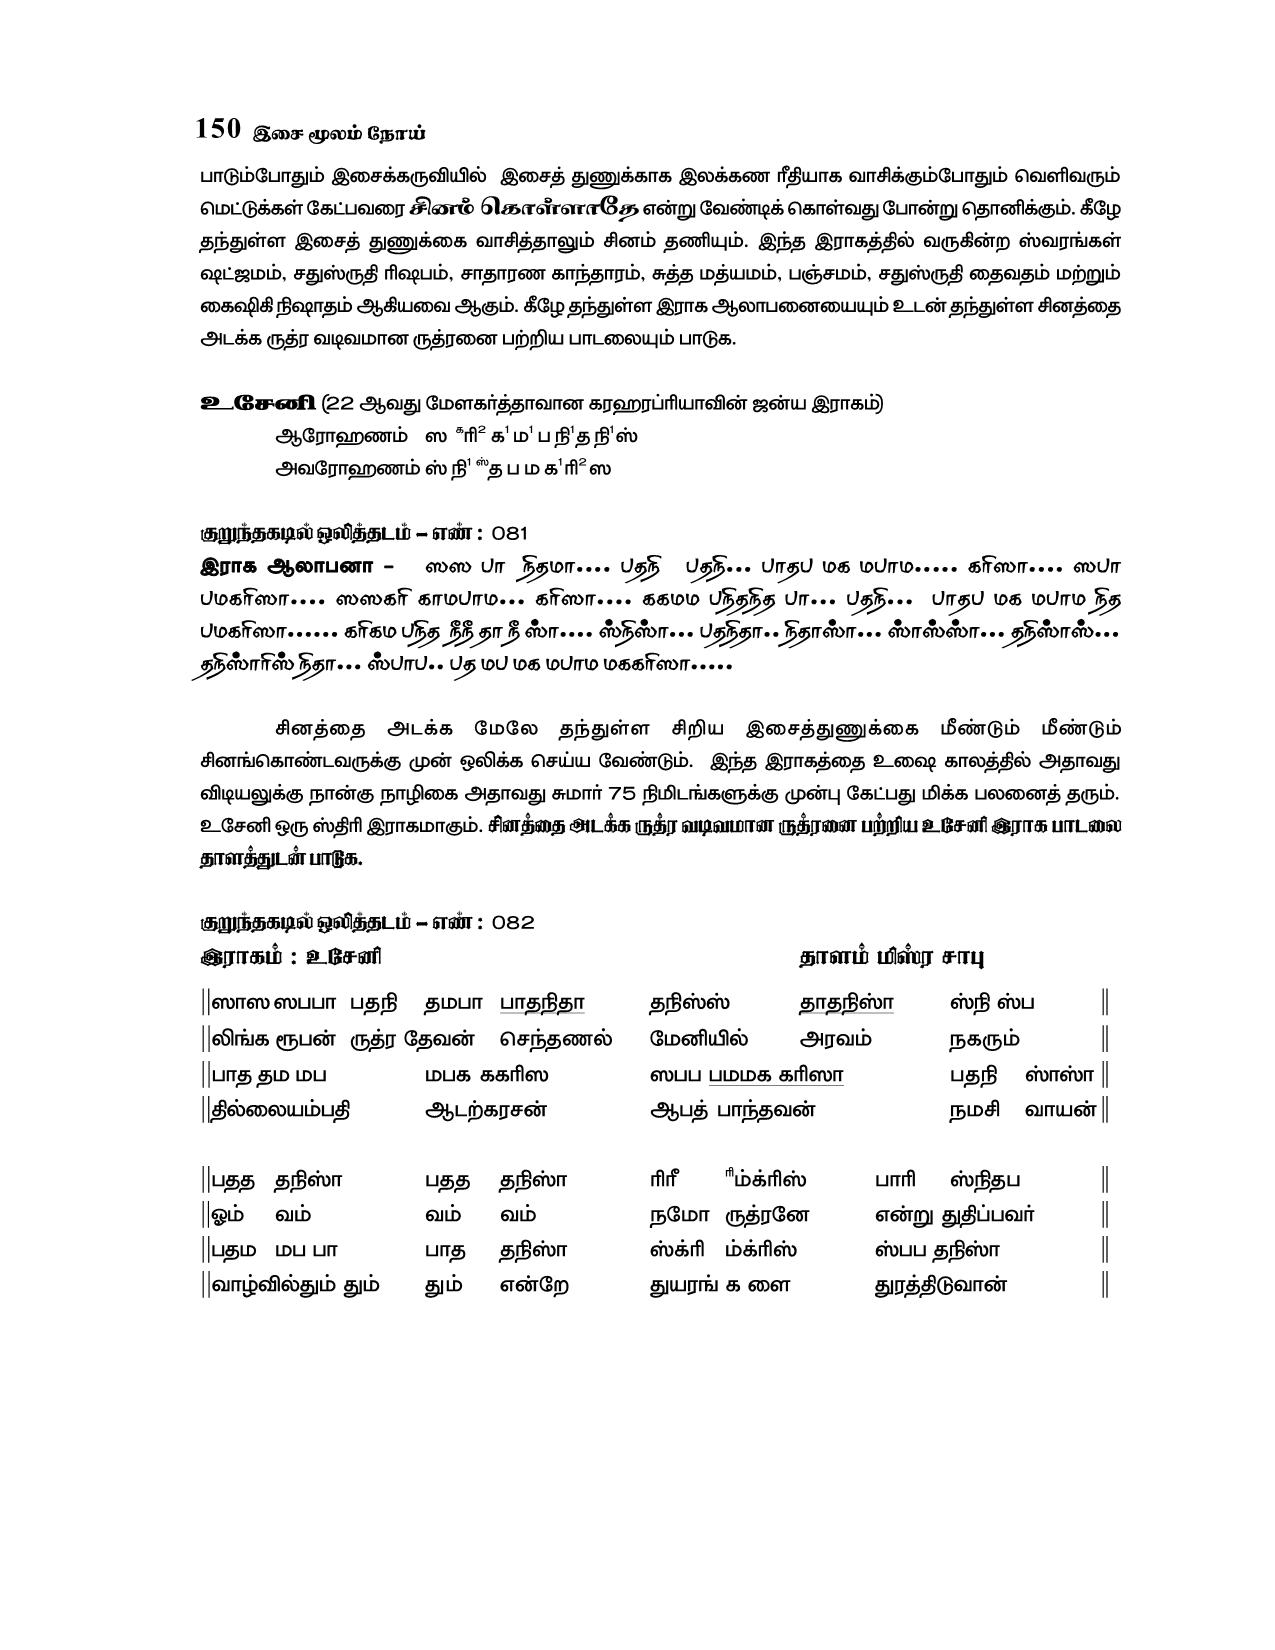 150 இசை மூலம் நோய்
பாடும்போதும் இசைக்கருவியில் இசைத் துணுக்காக இலக்கண ரீதியாக வாசிக்கும்போதும் வெளிவரும்
மெட்டுக்கள் கேட்பவரை சினம் கொள்ளாதே என்று வேண்டிக் கொள்வது போன்று தொனிக்கும். கீழே
தந்துள்ள இசைத் துணுக்கை வாசித்தாலும் சினம் தணியும். இந்த இராகத்தில் வருகின்ற ஸ்வரங்கள்
ஷட்ஜமம், சதுஸ்ருதி ரிஷபம், சாதாரண காந்தாரம், சுத்த மத்யமம், பஞ்சமம், சதுஸ்ருதி தைவதம் மற்றும்
கைஷிகி நிஷாதம் ஆகியவை ஆகும். கீழே தந்துள்ள இராக ஆலாபனையையும் உடன் தந்துள்ள சினத்தை
அடக்க ருத்ர வடிவமான ருத்ரனை பற்றிய பாடலையும் பாடுக.
உசேனி (22 ஆவது மேளகர்த்தாவான கரஹரப்ரியாவின் ஜன்ய இராகம்)
ஆரோஹணம் ஸ ᵏரி² க¹ ம¹ ப நி¹த நி¹ஸ்
அவரோஹணம் ஸ் நி¹ ஸ்த ப ம க¹ரி² ஸ
குறுந்தகடில் ஒலித்தடம் – எண் : 081
இராக ஆலாபனா – ஸஸ பா நிதமா.... பதநி பதநி... பாதப மக மபாம..... கரிஸா.... ஸபா
பமகரிஸா.... ஸஸகரி காமபாம... கரிஸா.... ககமம பந்திதநித பா... பதநி... பாதப மக மபாம நித
பமகரிஸா...... கரிகம பநித நீநீ தா நீ ஸ்ா.... ஸ்நிஸ்ா... பதநிதா.. நிதாஸ்ா... ஸ்ாஸ்ஸ்ா... தநிஸ்ாஸ்...
தநிஸ்ார்ஸ் நிதா... ஸ்பாப.. பத மப மக மபாம மககரிஸா.....
சினத்தை அடக்க மேலே தந்துள்ள சிறிய இசைத்துணுக்கை மீண்டும் மீண்டும்
சினங்கொண்டவருக்கு முன் ஒலிக்க செய்ய வேண்டும். இந்த இராகத்தை உஷை காலத்தில் அதாவது
விடியலுக்கு நான்கு நாழிகை அதாவது சுமார் 75 நிமிடங்களுக்கு முன்பு கேட்பது மிக்க பலனைத் தரும்.
உசேனி ஒரு ஸ்திரி இராகமாகும். சினத்தை அடக்க ருத்ர வடிவமான ருத்ரனை பற்றிய உசேனி இராக பாடலை
தாளத்துடன் பாடுக.
குறுந்தகடில் ஒலித்தடம் – எண் : 082
இராகம் : உசேனி தாளம் மிஸ்ர சாபு
||ஸாஸ ஸபபா பதநி தமபா பாதநிதா தநிஸ்ஸ் தாதநிஸ்ா ஸ்நி ஸ்ப ||
||லிங்க ரூபன் ருத்ர தேவன் செந்தணல் மேனியில் அரவம் நகரும் ||
||பாத தம மப மபக ககரிஸ ஸபப பமமக கரிஸா பதநி ஸ்ாஸ்ா ||
||தில்லையம்பதி ஆடற்கரசன் ஆபத் பாந்தவன் நமசி வாயன் ||
||பதத தநிஸ்ா பதத தநிஸ்ா ரிரீ ரிம்க்ரிஸ் பாரி ஸ்நிதப ||
||ஓம் வம் வம் வம் நமோ ருத்ரனே என்று துதிப்பவர் ||
||பதம மப பா பாத தநிஸ்ா ஸ்க்ரி ம்க்ரிஸ் ஸ்பப தநிஸ்ா ||
||வாழ்வில்தும் தும் தும் என்றே துயரங் க ளை துரத்திடுவான் ||